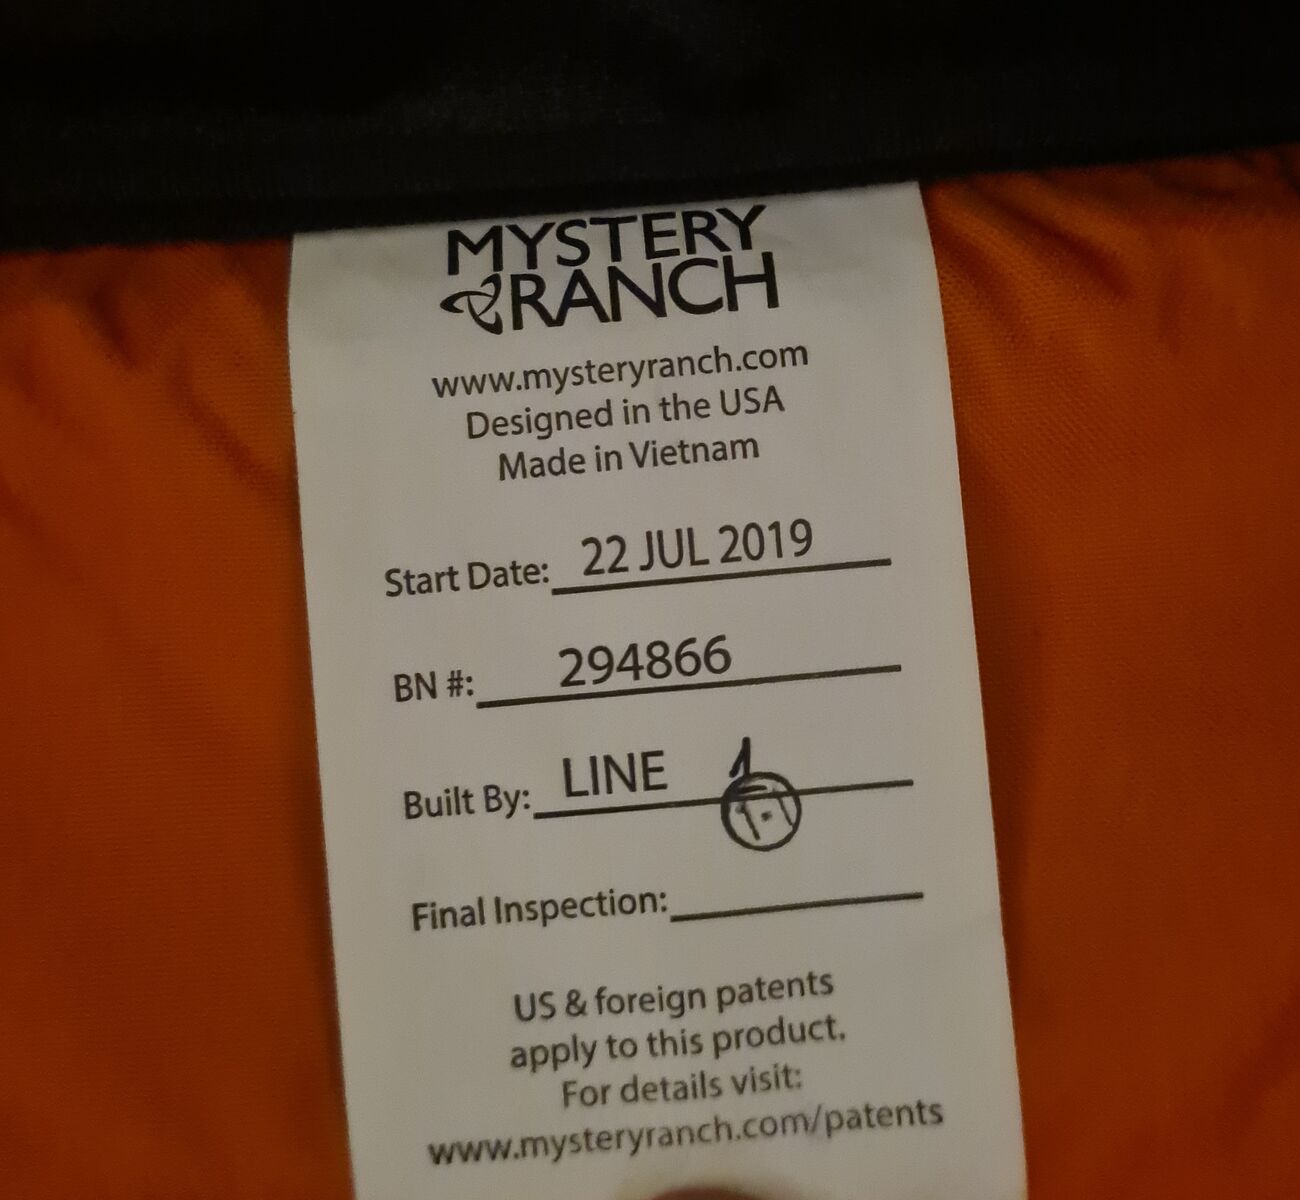 MYSTERY
RANCH
www.mysteryranch.com
Designed in the USA
Made in Vietnam
Start Date: 22 JUL 2019
BN #: 294866
Built By: LINE 1
Final Inspection:
US & foreign patents
apply to this product.
For details visit:
www.mysteryranch.com/patents